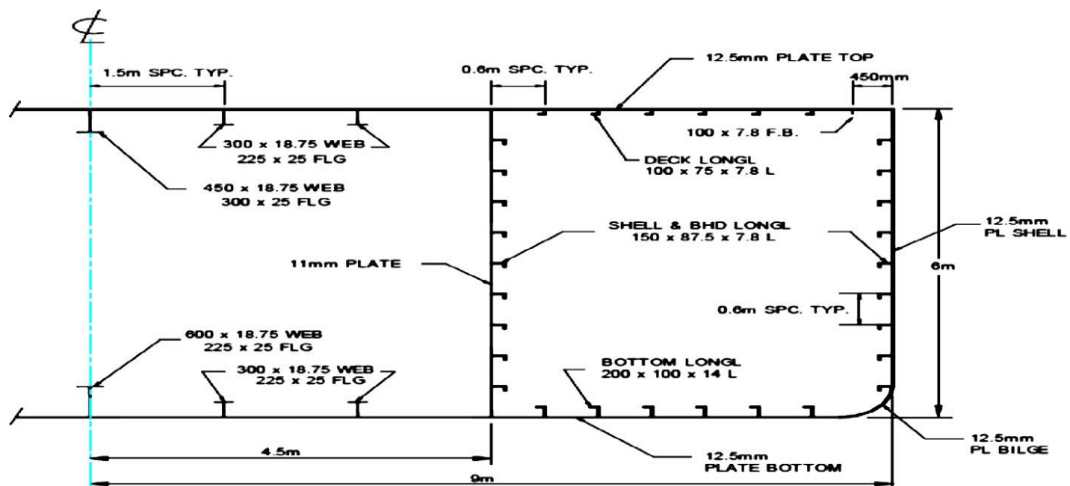 ℄
1.5m SPC. TYP.
0.6m SPC. TYP.
12.5mm PLATE TOP
450mm
300 x 18.75 WEB
225 x 25 FLG
450 x 18.75 WEB
300 x 25 FLG
100 x 7.8 F.B.
DECK LONGL
100 x 75 x 7.8 L
SHELL & BHD LONGL
150 x 87.5 x 7.8 L
12.5mm
PL SHELL
11mm PLATE
6m
0.6m SPC. TYP.
600 x 18.75 WEB
225 x 25 FLG
300 x 18.75 WEB
225 x 25 FLG
BOTTOM LONGL
200 x 100 x 14 L
4.5m
12.5mm
PLATE BOTTOM
12.5mm
PL BILGE
9m